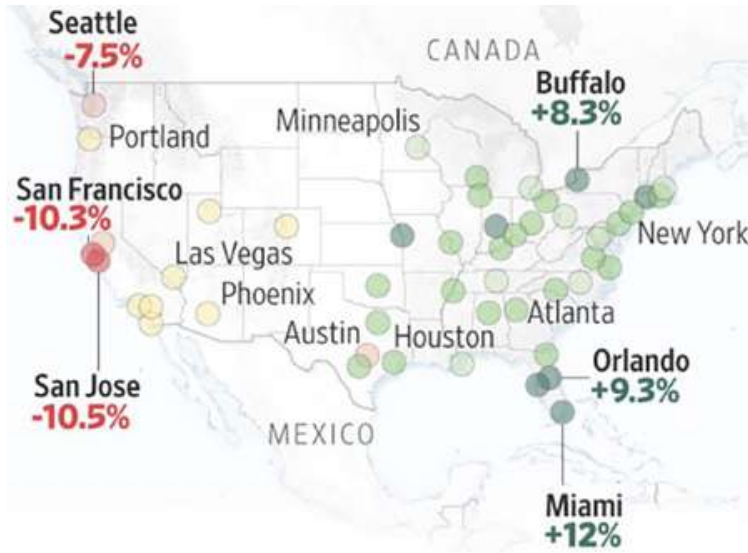 Seattle
-7.5%
CANADA
Buffalo
+8.3%
Minneapolis
Portland
San Francisco
-10.3%
New York
Las Vegas
Phoenix
Atlanta
Austin
Houston
Orlando
+9.3%
San Jose
-10.5%
MEXICO
Miami
+12%